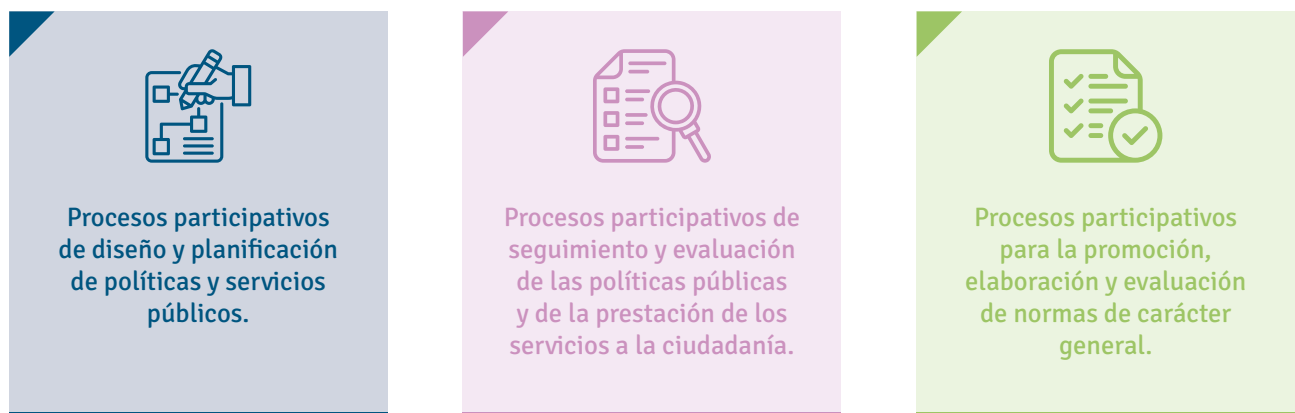 Procesos participativos
de diseño y planificación
de políticas y servicios
públicos.
Procesos participativos de
seguimiento y evaluación
de las políticas públicas
y de la prestación de los
servicios a la ciudadanía.
Procesos participativos
para la promoción,
elaboración y evaluación
de normas de carácter
general.